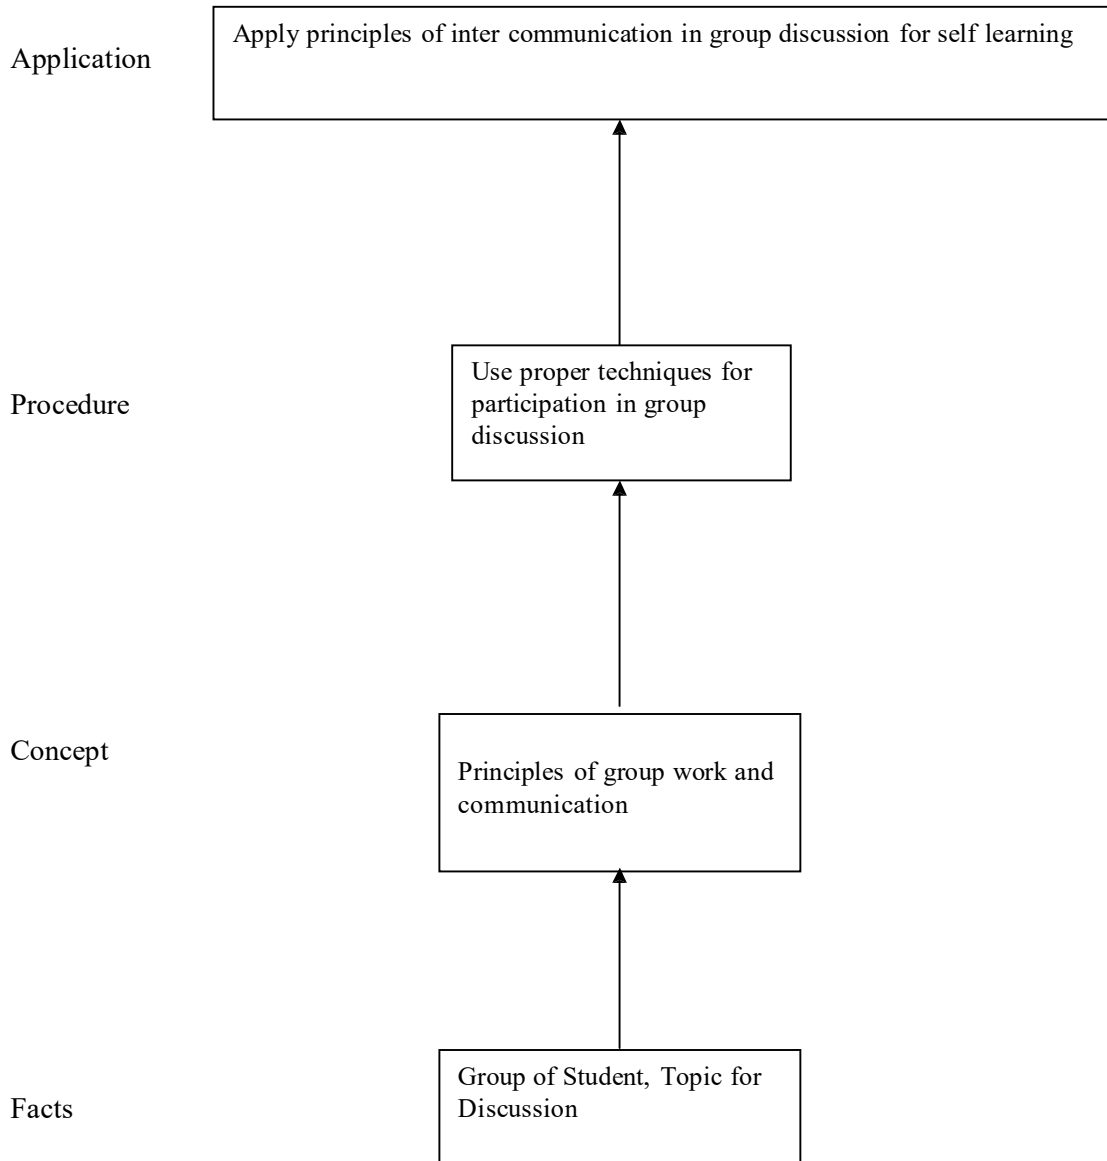 Apply principles of inter communication in group discussion for self learning
Application
Use proper techniques for
participation in group
discussion
Procedure
Concept
Principles of group work and
communication
Group of Student, Topic for
Discussion
Facts